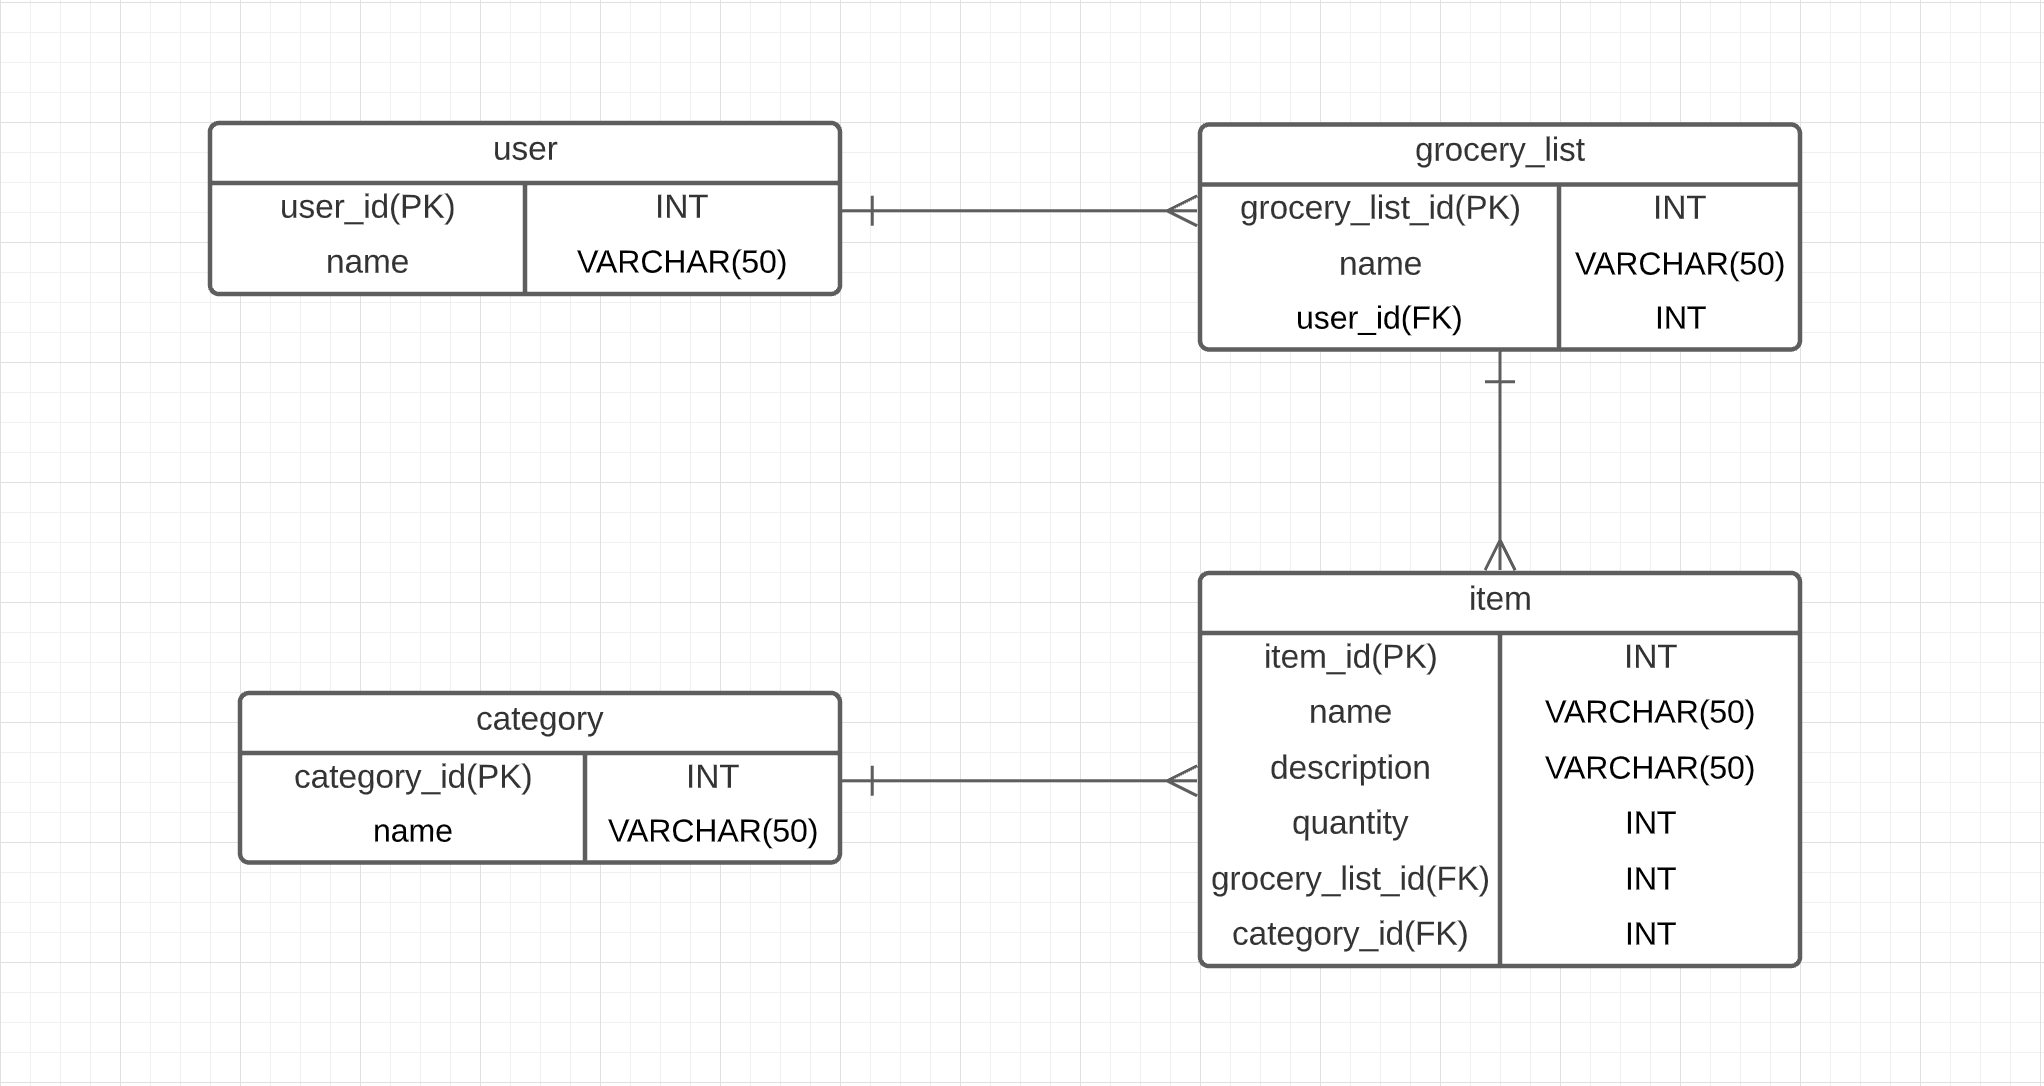 user
user_id(PK) INT
name VARCHAR(50)
grocery_list
grocery_list_id(PK) INT
name VARCHAR(50)
user_id(FK) INT
category
category_id(PK) INT
name VARCHAR(50)
item
item_id(PK) INT
name VARCHAR(50)
description VARCHAR(50)
quantity INT
grocery_list_id(FK) INT
category_id(FK) INT